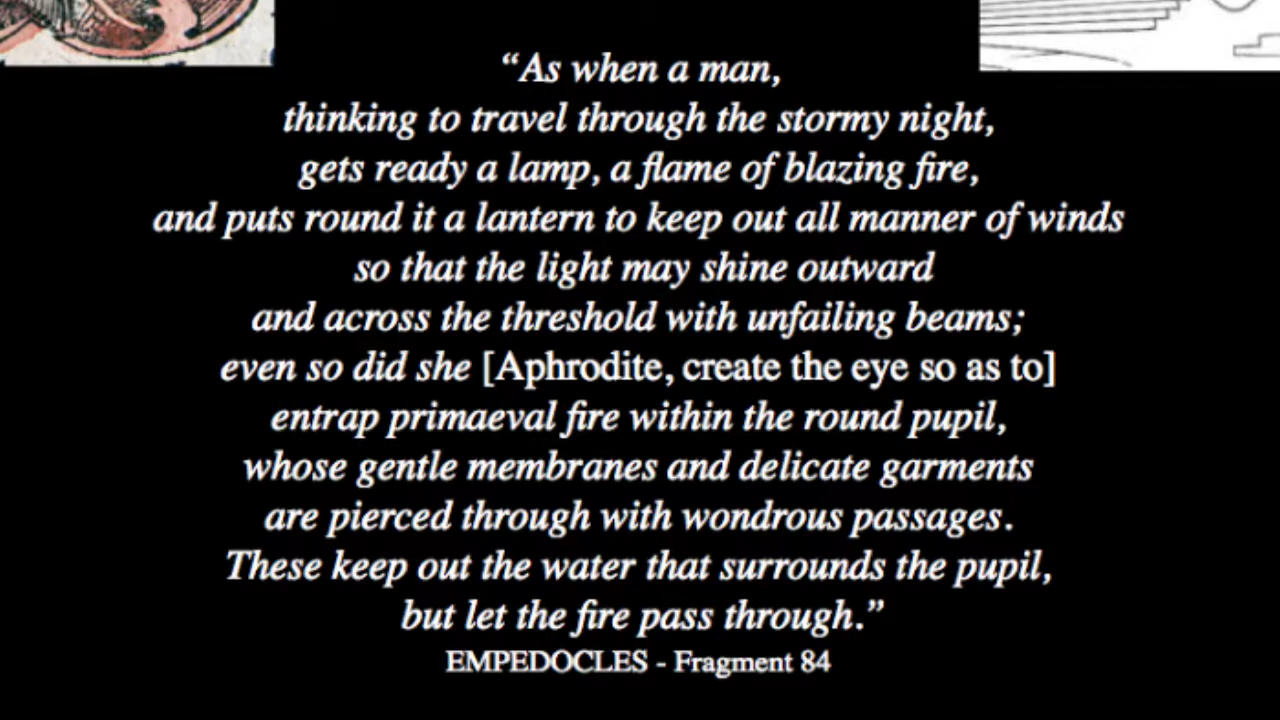 “As when a man,
thinking to travel through the stormy night,
gets ready a lamp, a flame of blazing fire,
and puts round it a lantern to keep out all manner of winds
so that the light may shine outward
and across the threshold with unfailing beams;
even so did she [Aphrodite, create the eye so as to]
entrap primaeval fire within the round pupil,
whose gentle membranes and delicate garments
are pierced through with wondrous passages.
These keep out the water that surrounds the pupil,
but let the fire pass through.”
EMPEDOCLES - Fragment 84